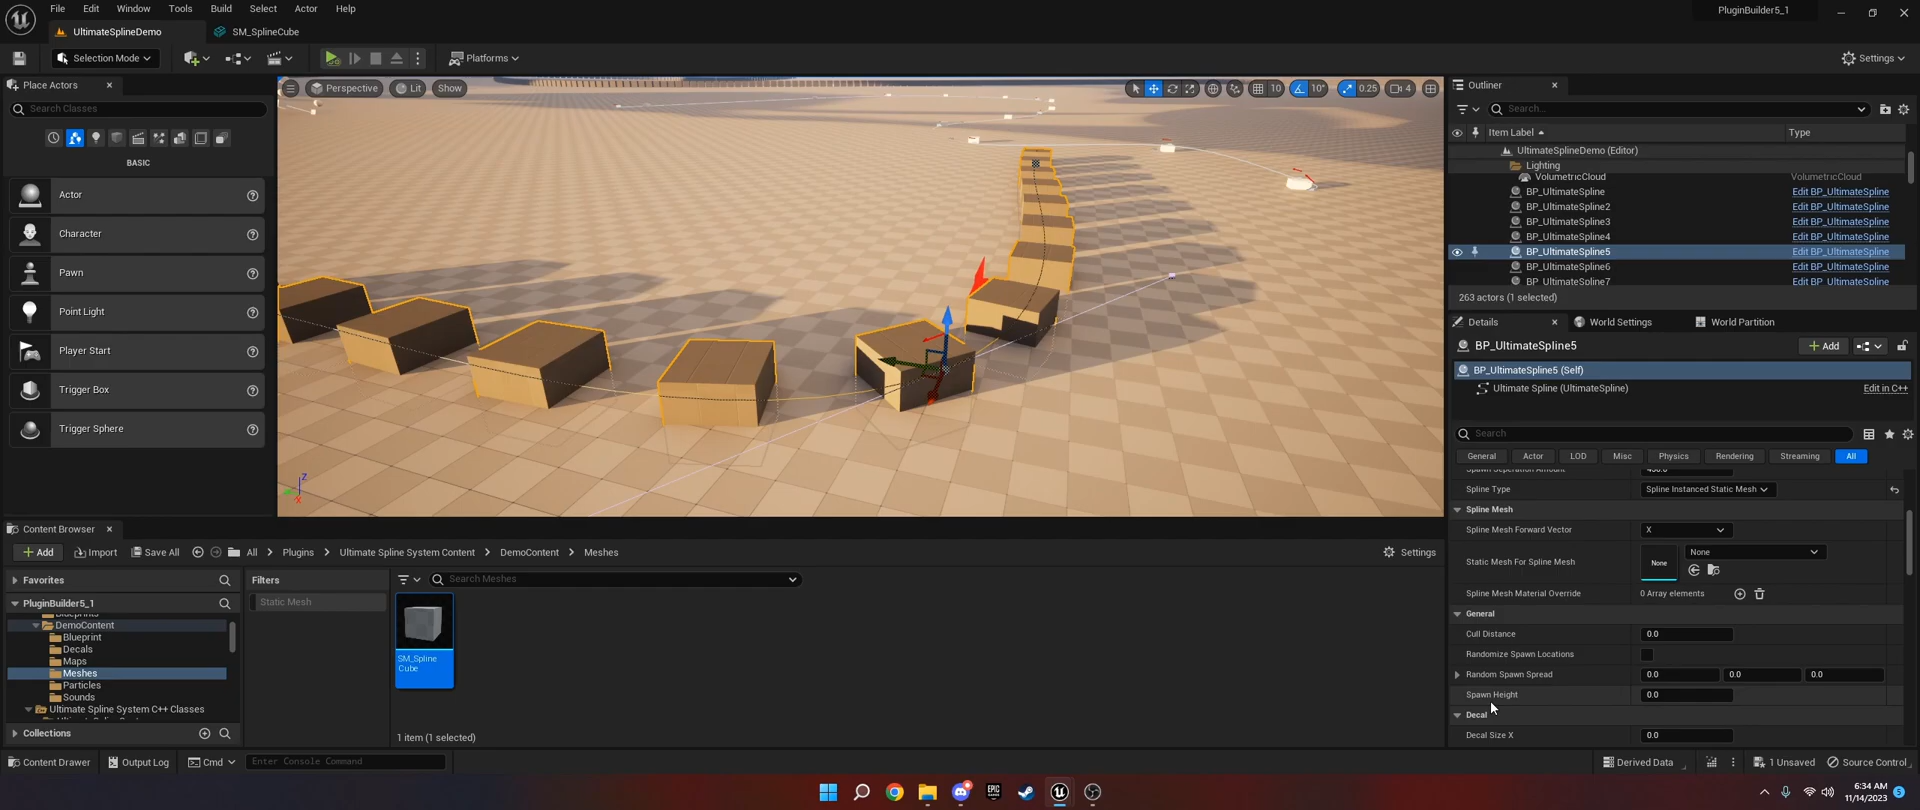 File Edit Window Tools Build Select Actor Help
PluginBuilder5_1
UltimateSplineDemo
SM_SplineCube
Selection Mode
Platforms
Settings
Place Actors
Search Classes
BASIC
Actor
Character
Pawn
Point Light
Player Start
Trigger Box
Trigger Sphere
Perspective Lit Show
10 10° 0.25 4
Outliner
Search...
Item Label Type
UltimateSplineDemo (Editor)
Lighting
VolumetricCloud VolumetricCloud
BP_UltimateSpline Edit BP_UltimateSpline
BP_UltimateSpline2 Edit BP_UltimateSpline
BP_UltimateSpline3 Edit BP_UltimateSpline
BP_UltimateSpline4 Edit BP_UltimateSpline
BP_UltimateSpline5 Edit BP_UltimateSpline
BP_UltimateSpline6 Edit BP_UltimateSpline
BP_UltimateSpline7 Edit BP_UltimateSpline
263 actors (1 selected)
Details World Settings World Partition
BP_UltimateSpline5
Add
BP_UltimateSpline5 (Self)
Ultimate Spline (UltimateSpline) Edit in C++
Search
General Actor LOD Misc Physics Rendering Streaming All
Spawn Seperation Amount
Spline Type Spline Instanced Static Mesh
Spline Mesh
Spline Mesh Forward Vector X
Static Mesh For Spline Mesh None None
Spline Mesh Material Override 0 Array elements
General
Cull Distance 0.0
Randomize Spawn Locations
Random Spawn Spread 0.0 0.0 0.0
Spawn Height 0.0
Decal
Decal Size X 0.0
Content Browser
Add Import Save All All Plugins Ultimate Spline System Content DemoContent Meshes Settings
Favorites
PluginBuilder5_1
DemoContent
Blueprint
Decals
Maps
Meshes
Particles
Sounds
Ultimate Spline System C++ Classes
Collections
Filters
Static Mesh
Search Meshes
SM_Spline
Cube
1 item (1 selected)
Content Drawer Output Log Cmd Enter Console Command
Derived Data 1 Unsaved Source Control
EPIC
GAMES
6:34 AM
11/14/2023
5
X
Z